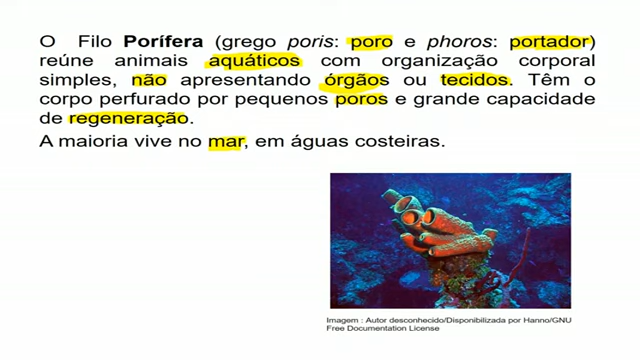 O Filo Porífera (grego poris: poro e phoros: portador)
reúne animais aquáticos com organização corporal
simples, não apresentando órgãos ou tecidos. Têm o
corpo perfurado por pequenos poros e grande capacidade
de regeneração.
A maioria vive no mar, em águas costeiras.
Imagem : Autor desconhecido/Disponibilizada por Hanno/GNU
Free Documentation License